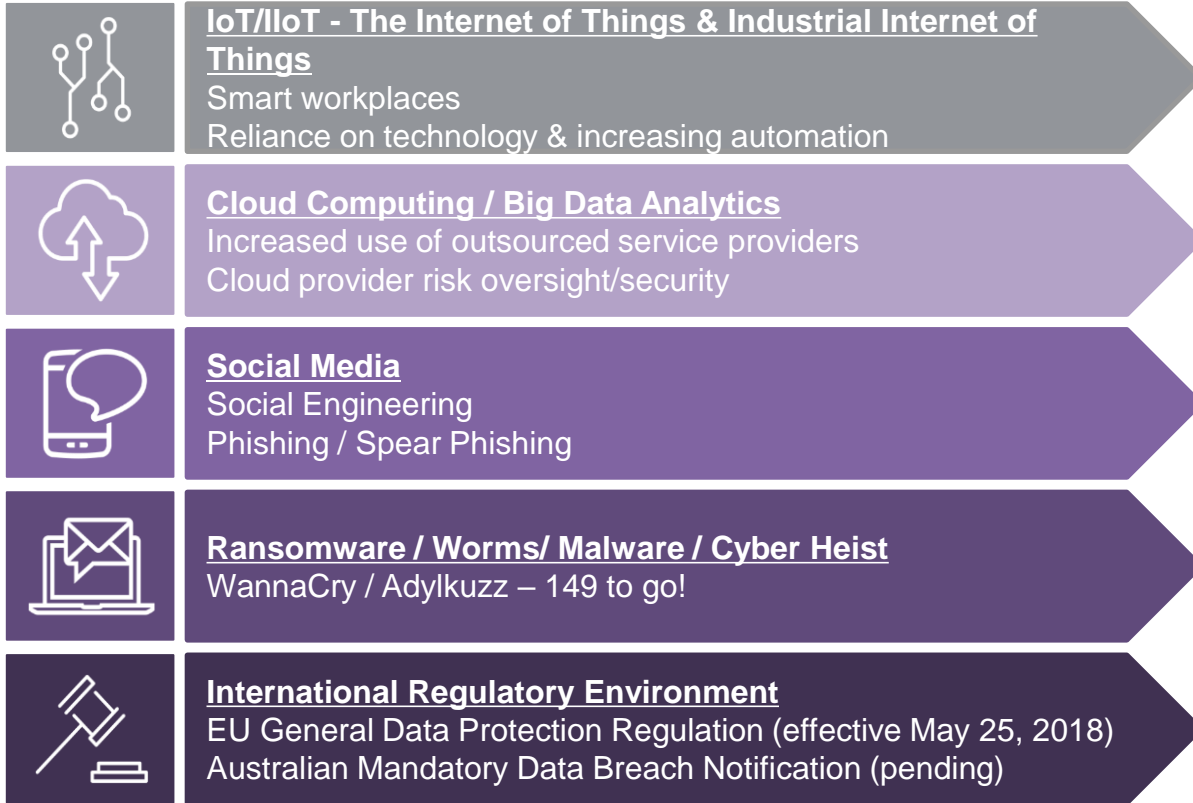 IoT/IIoT - The Internet of Things & Industrial Internet of
Things
Smart workplaces
Reliance on technology & increasing automation
Cloud Computing / Big Data Analytics
Increased use of outsourced service providers
Cloud provider risk oversight/security
Social Media
Social Engineering
Phishing / Spear Phishing
Ransomware / Worms/ Malware / Cyber Heist
WannaCry / Adylkuzz – 149 to go!
International Regulatory Environment
EU General Data Protection Regulation (effective May 25, 2018)
Australian Mandatory Data Breach Notification (pending)